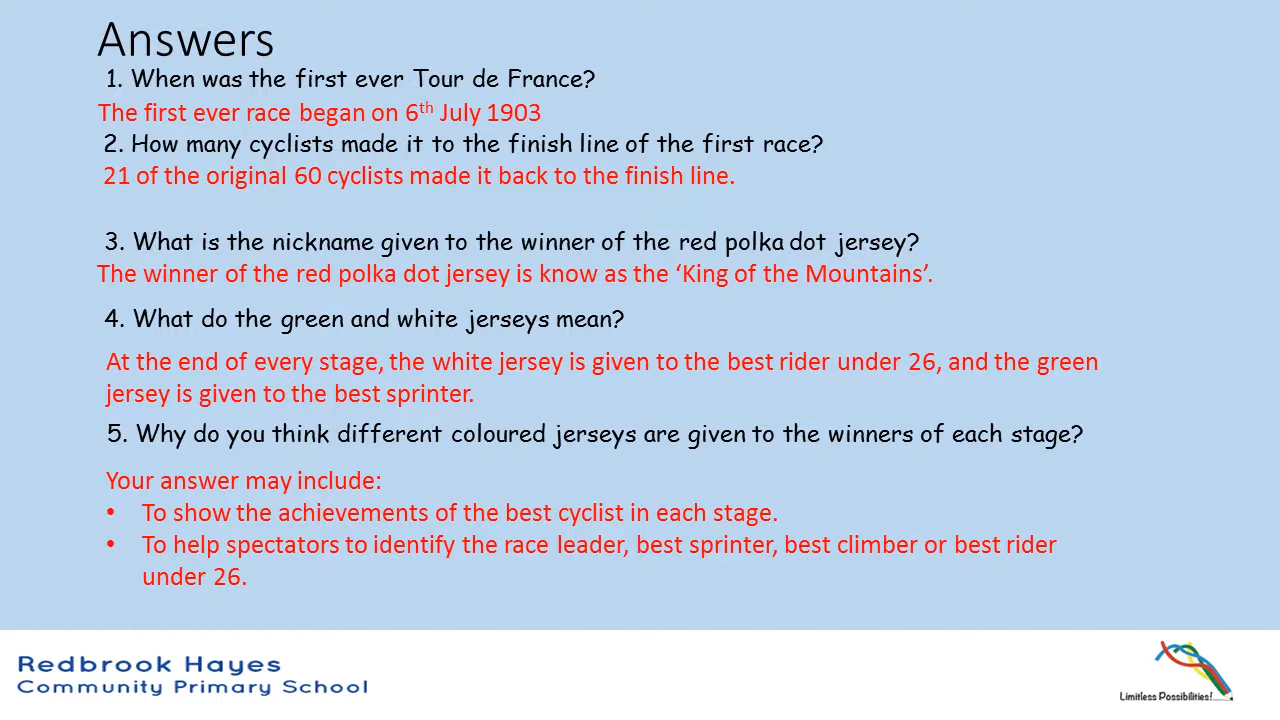 Answers
1. When was the first ever Tour de France?
The first ever race began on 6th July 1903
2. How many cyclists made it to the finish line of the first race?
21 of the original 60 cyclists made it back to the finish line.
3. What is the nickname given to the winner of the red polka dot jersey?
The winner of the red polka dot jersey is know as the ‘King of the Mountains’.
4. What do the green and white jerseys mean?
At the end of every stage, the white jersey is given to the best rider under 26, and the green
jersey is given to the best sprinter.
5. Why do you think different coloured jerseys are given to the winners of each stage?
Your answer may include:
• To show the achievements of the best cyclist in each stage.
• To help spectators to identify the race leader, best sprinter, best climber or best rider
under 26.
Redbrook Hayes
Community Primary School
Limitless Possibilities!